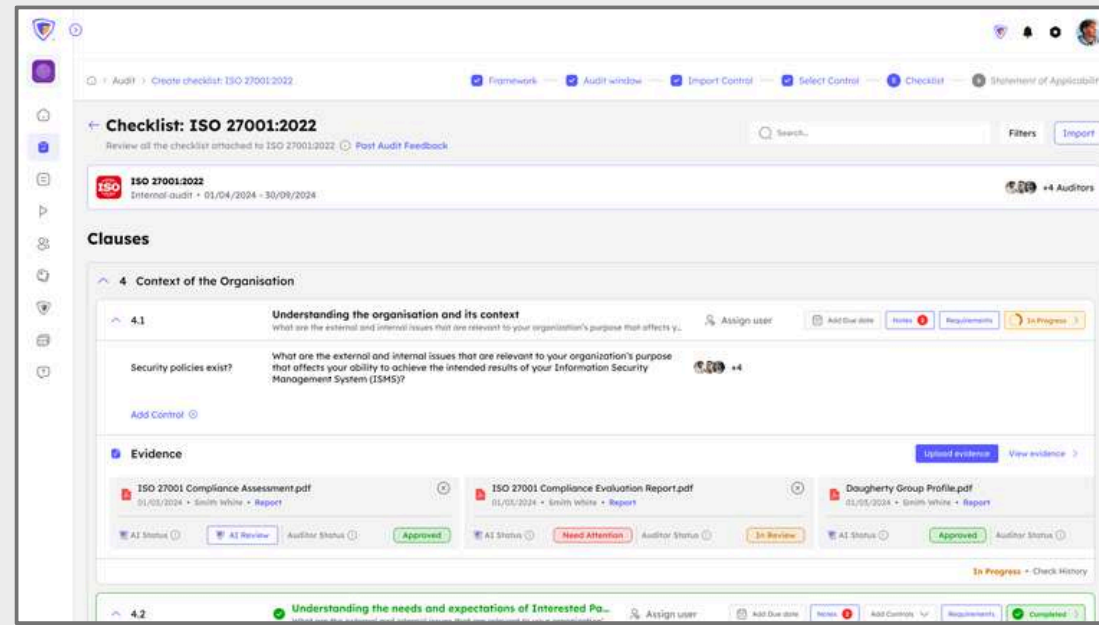 Audit > Create checklist: ISO 27001:2022
Framework
Audit window
Import Control
Select Control
Checklist
Statement of Applicabilit
Checklist: ISO 27001:2022
Review all the checklist attached to ISO 27001:2022 Past Audit Feedback
Search..
Filters
Import
ISO
ISO 27001:2022
Internal audit • 01/04/2024 - 30/09/2024
+4 Auditors
Clauses
4 Context of the Organisation
4.1
Understanding the organisation and its context
What are the external and internal issues that are relevant to your organization's purpose that affects y...
Assign user
Add Due date
Notes
Requirements
In Progress
Security policies exist?
What are the external and internal issues that are relevant to your organization's purpose
that affects your ability to achieve the intended results of your Information Security
Management System (ISMS)?
+4
Add Control
Evidence
Upload evidence
View evidence
ISO 27001 Compliance Assessment.pdf
01/03/2024 • Smith White • Report
AI Status
AI Review
Auditor Status
Approved
ISO 27001 Compliance Evaluation Report.pdf
01/03/2024 • Smith White • Report
AI Status
Need Attention
Auditor Status
In Review
Daugherty Group Profile.pdf
01/03/2024 • Smith White • Report
AI Status
Approved
Auditor Status
In Progress • Check History
4.2
Understanding the needs and expectations of Interested Pa...
Assign user
Add Due date
Notes
Add Controls
Requirements
Completed